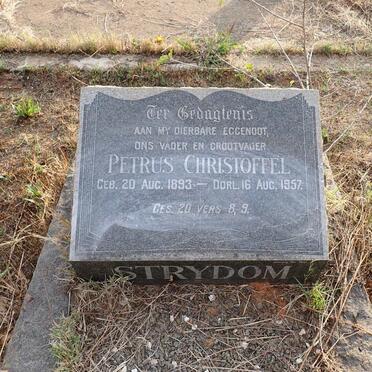 Ter Gedagtenis
AAN MY DIERBARE EGGENOOT,
ONS VADER EN GROOTVADER
PETRUS CHRISTOFFEL
GEB. 20 AUG. 1893 — OORL. 16 AUG. 1957.
GES. 20 VERS 8, 9.
STRYDOM